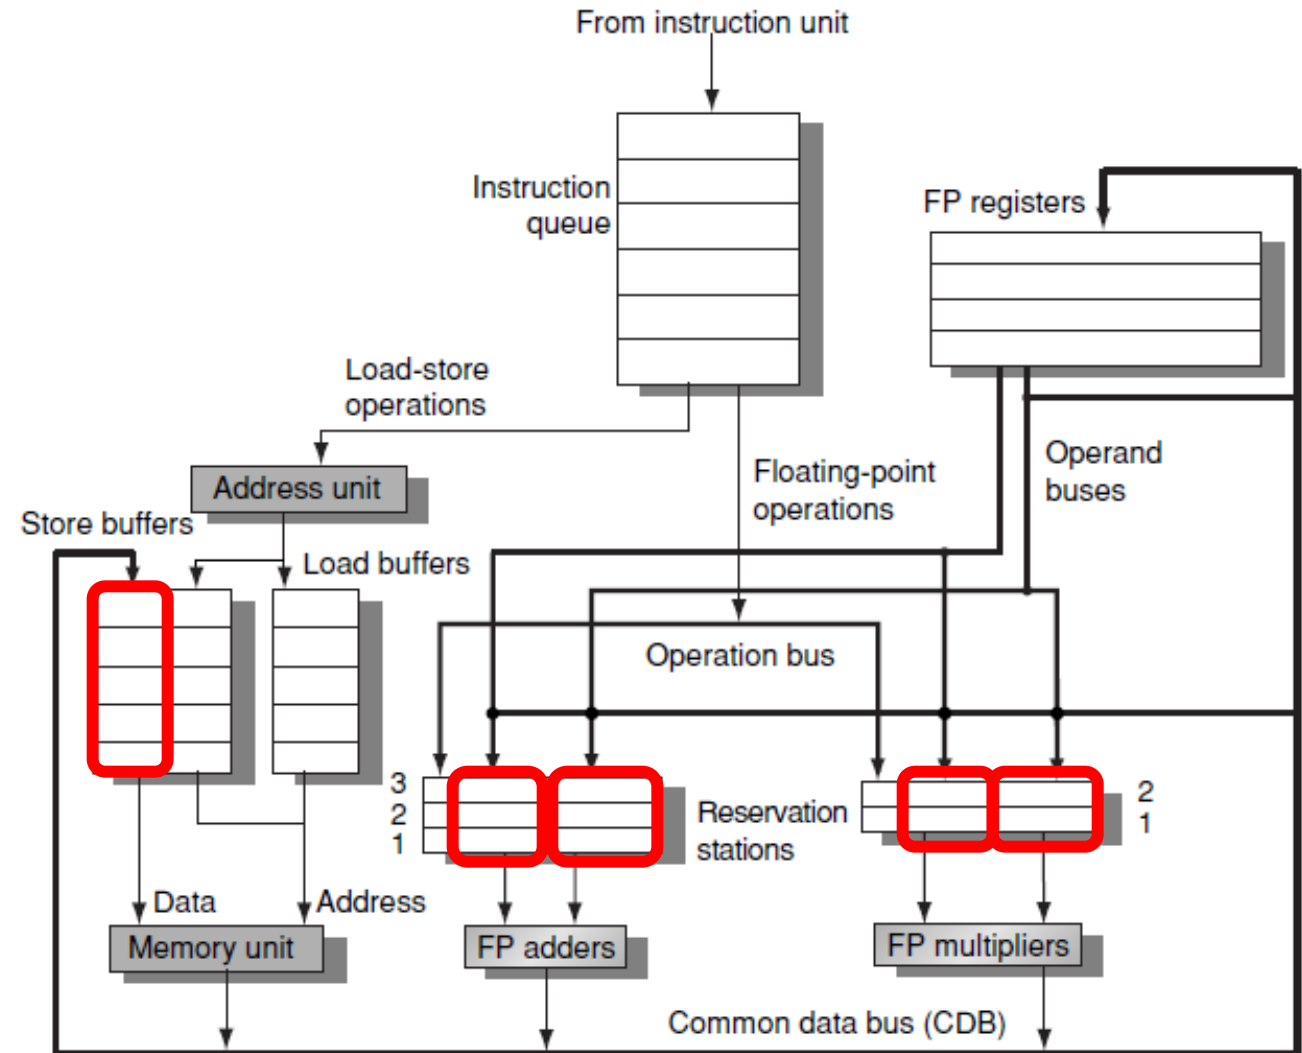 From instruction unit
Instruction
queue
FP registers
Load-store
operations
Address unit
Floating-point
operations
Operand
buses
Store buffers
Load buffers
Operation bus
3
2
1
Reservation
stations
2
1
Data
Address
Memory unit
FP adders
FP multipliers
Common data bus (CDB)